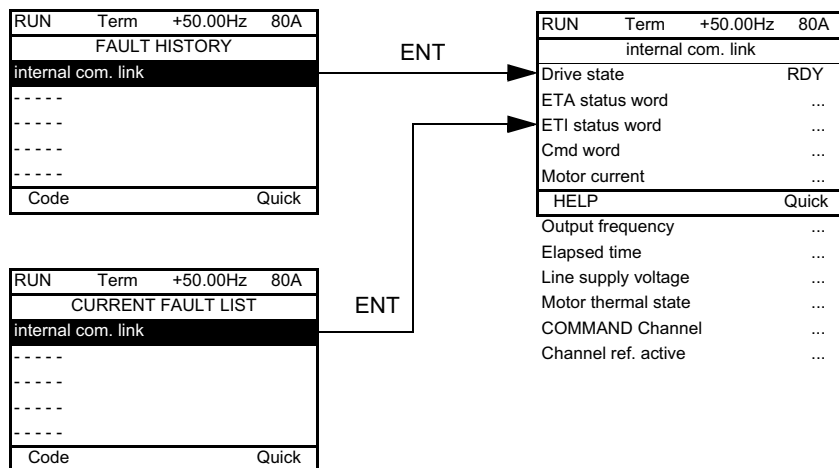 RUN Term +50.00Hz 80A
FAULT HISTORY
internal com. link
- - - - -
- - - - -
- - - - -
- - - - -
Code Quick
ENT
RUN Term +50.00Hz 80A
CURRENT FAULT LIST
internal com. link
- - - - -
- - - - -
- - - - -
- - - - -
Code Quick
ENT
RUN Term +50.00Hz 80A
internal com. link
Drive state RDY
ETA status word ...
ETI status word ...
Cmd word ...
Motor current ...
HELP Quick
Output frequency ...
Elapsed time ...
Line supply voltage ...
Motor thermal state ...
COMMAND Channel ...
Channel ref. active ...